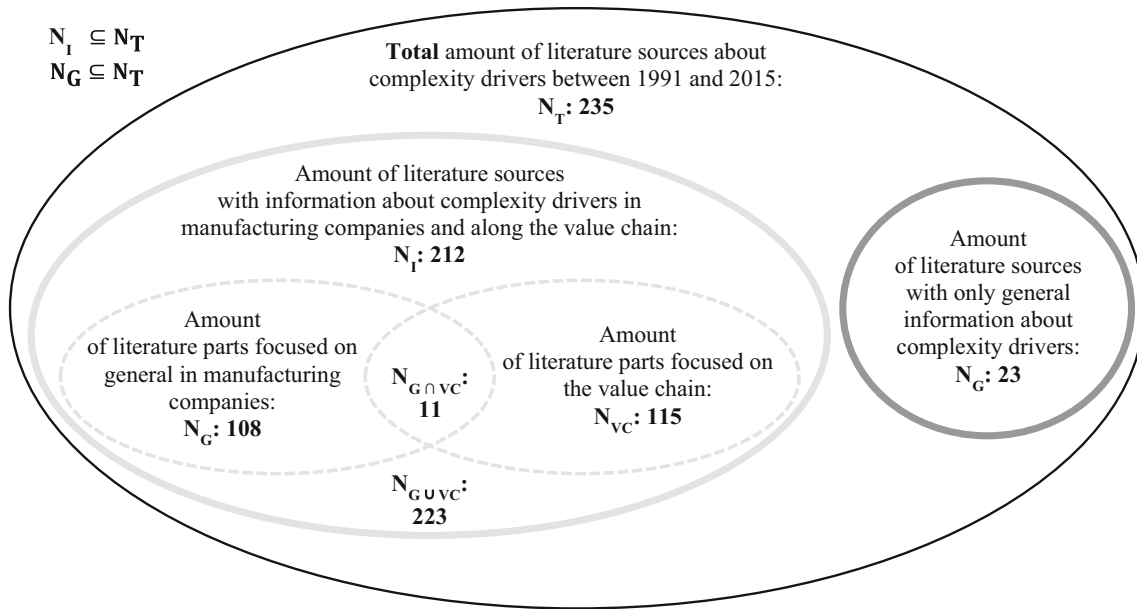 N_I ⊆ N_T
N_G ⊆ N_T
Total amount of literature sources about
complexity drivers between 1991 and 2015:
N_T: 235
Amount of literature sources
with information about complexity drivers in
manufacturing companies and along the value chain:
N_I: 212
Amount
of literature parts focused on
general in manufacturing
companies:
N_G: 108
N_G∩VC:
11
Amount
of literature parts focused on
the value chain:
N_VC: 115
N_G∪VC:
223
Amount
of literature sources
with only general
information about
complexity drivers:
N_G: 23